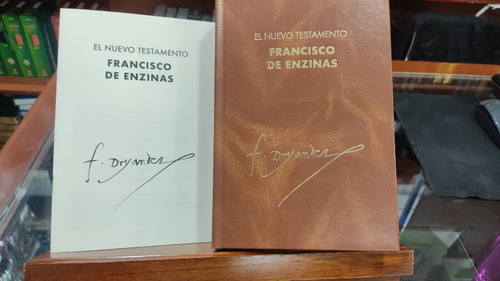 EL NUEVO TESTAMENTO
FRANCISCO
DE ENZINAS
f. Dryander
EL NUEVO TESTAMENTO
FRANCISCO
DE ENZINAS
f. Dryander